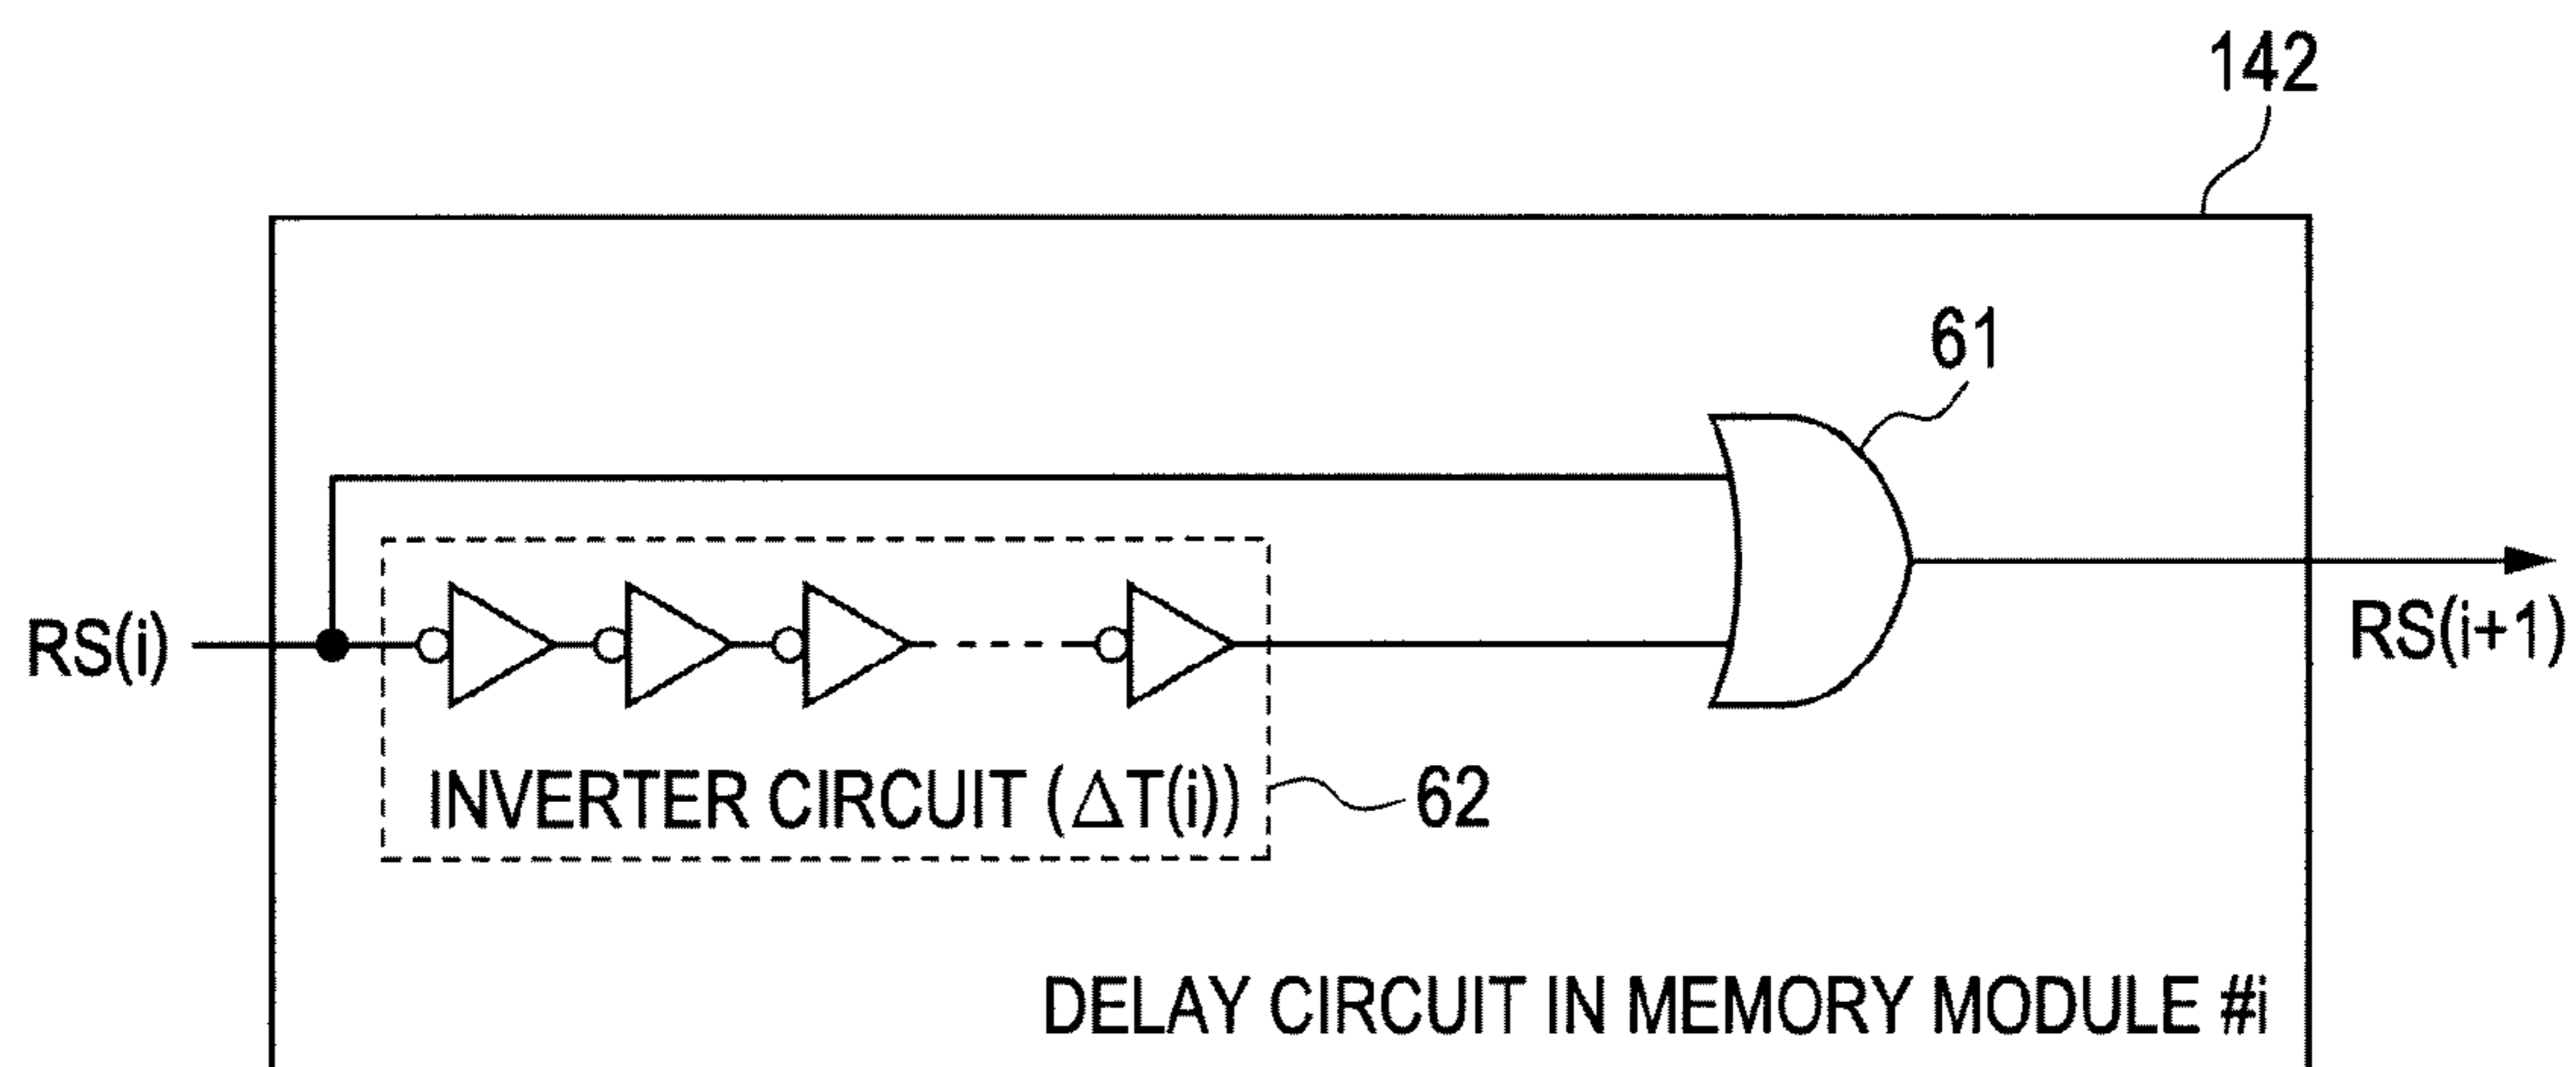 142
61
RS(i)
RS(i+1)
INVERTER CIRCUIT (ΔT(i))
62
DELAY CIRCUIT IN MEMORY MODULE #i